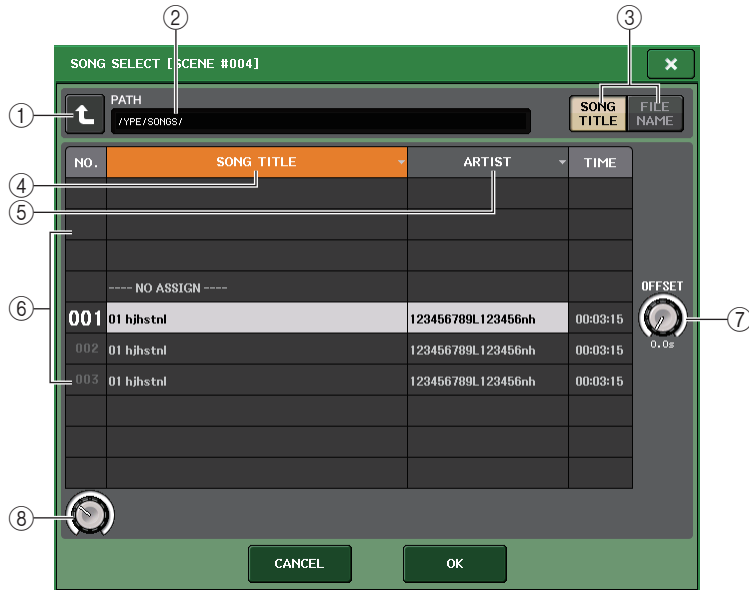 ① ② ③ ④ ⑤ ⑥ ⑦ ⑧
SONG SELECT [SCENE #004]
PATH
/YPE/SONGS/
SONG TITLE
FILE NAME
NO. SONG TITLE ARTIST TIME
---- NO ASSIGN ----
001 01 hjhstnl 123456789L123456nh 00:03:15
002 01 hjhstnl 123456789L123456nh 00:03:15
003 01 hjhstnl 123456789L123456nh 00:03:15
OFFSET
0.0s
CANCEL OK